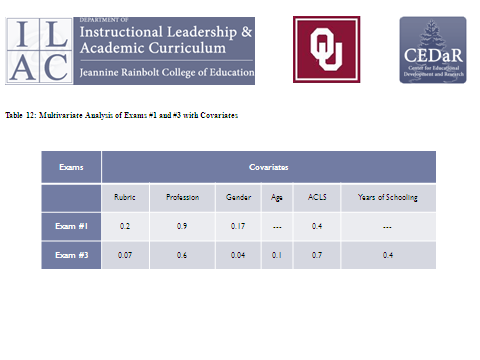 I L
A C
DEPARTMENT OF
Instructional Leadership &
Academic Curriculum
Jeannine Rainbolt College of Education
OU
CEDaR
Center for Educational
Development and Research
Table 12: Multivariate Analysis of Exams #1 and #3 with Covariates
Exams Covariates
Rubric Profession Gender Age ACLS Years of Schooling
Exam #1 0.2 0.9 0.17 --- 0.4 ---
Exam #3 0.07 0.6 0.04 0.1 0.7 0.4